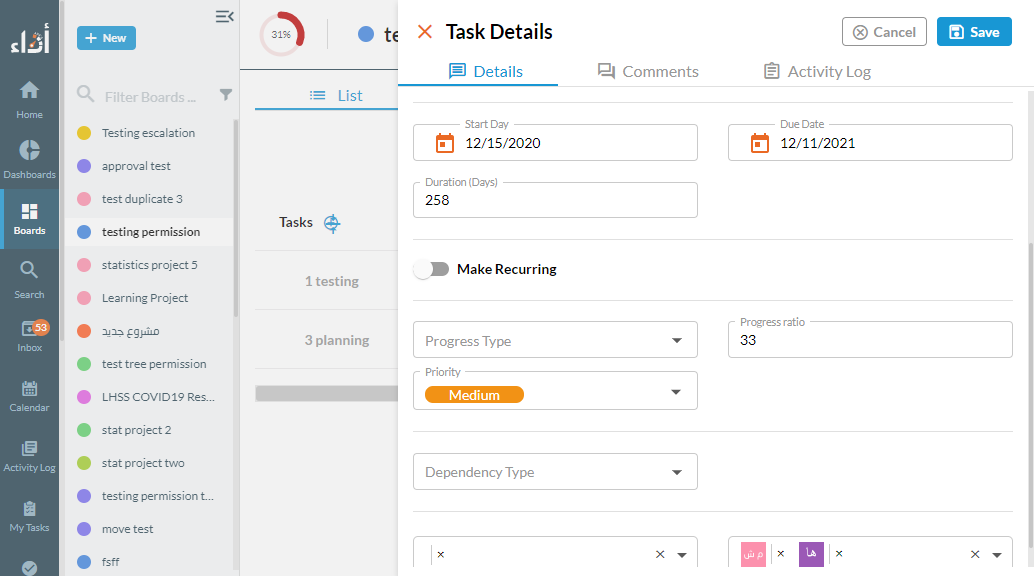 أداء
Home
Dashboards
Boards
Search
53
Inbox
Calendar
Activity Log
My Tasks
+ New
Filter Boards ...
Testing escalation
approval test
test duplicate 3
testing permission
statistics project 5
Learning Project
مشروع جديد
test tree permission
LHSS COVID19 Res...
stat project 2
stat project two
testing permission t...
move test
fsff
31%
te
List
Tasks
1 testing
3 planning
Task Details
Cancel
Save
Details
Comments
Activity Log
Start Day
12/15/2020
Due Date
12/11/2021
Duration (Days)
258
Make Recurring
Progress Type
Progress ratio
33
Priority
Medium
Dependency Type
م ش
هأ